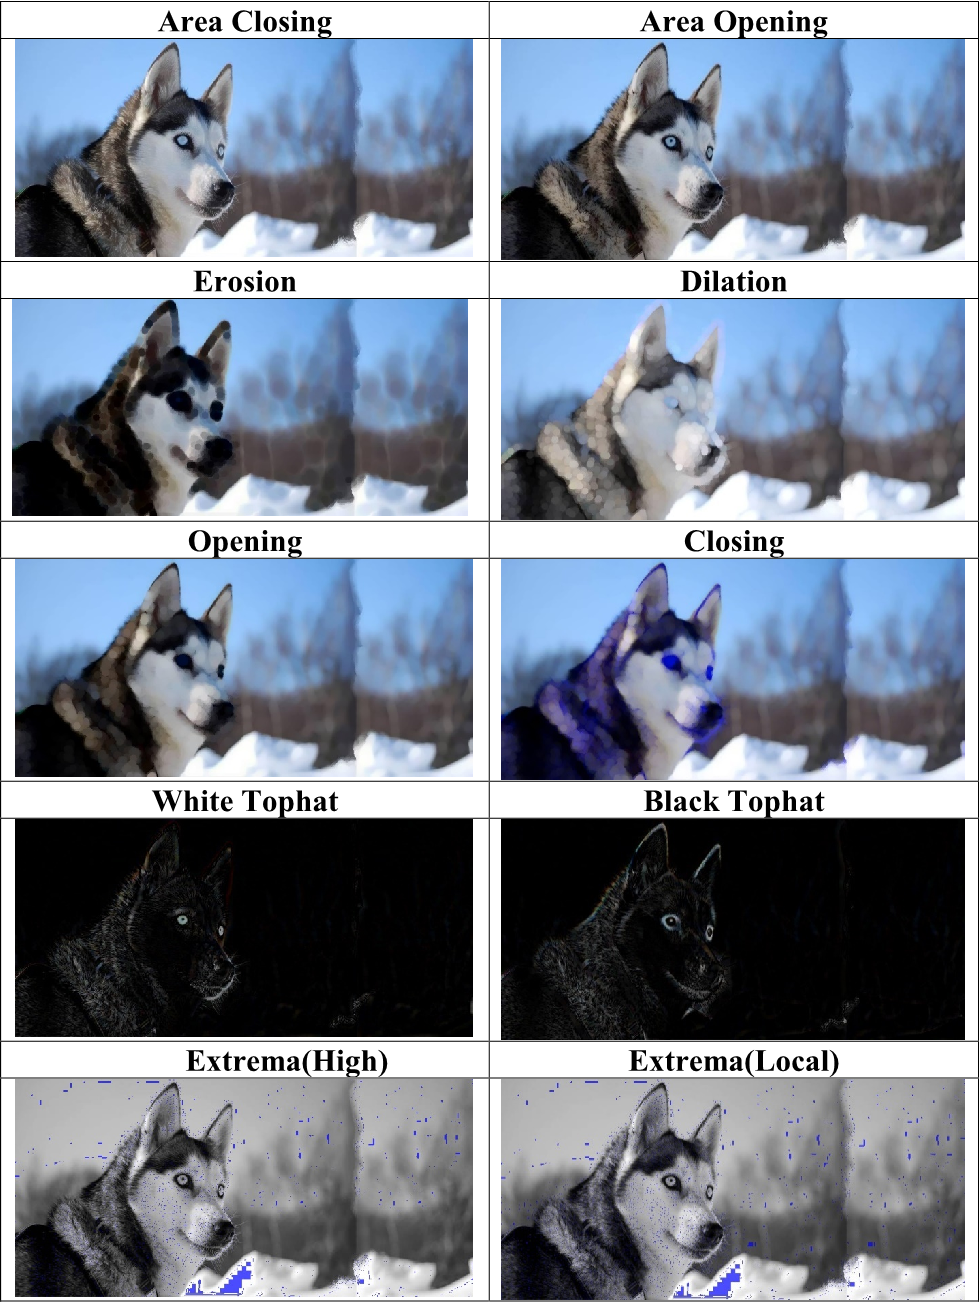 Area Closing
Area Opening
Erosion
Dilation
Opening
Closing
White Tophat
Black Tophat
Extrema(High)
Extrema(Local)